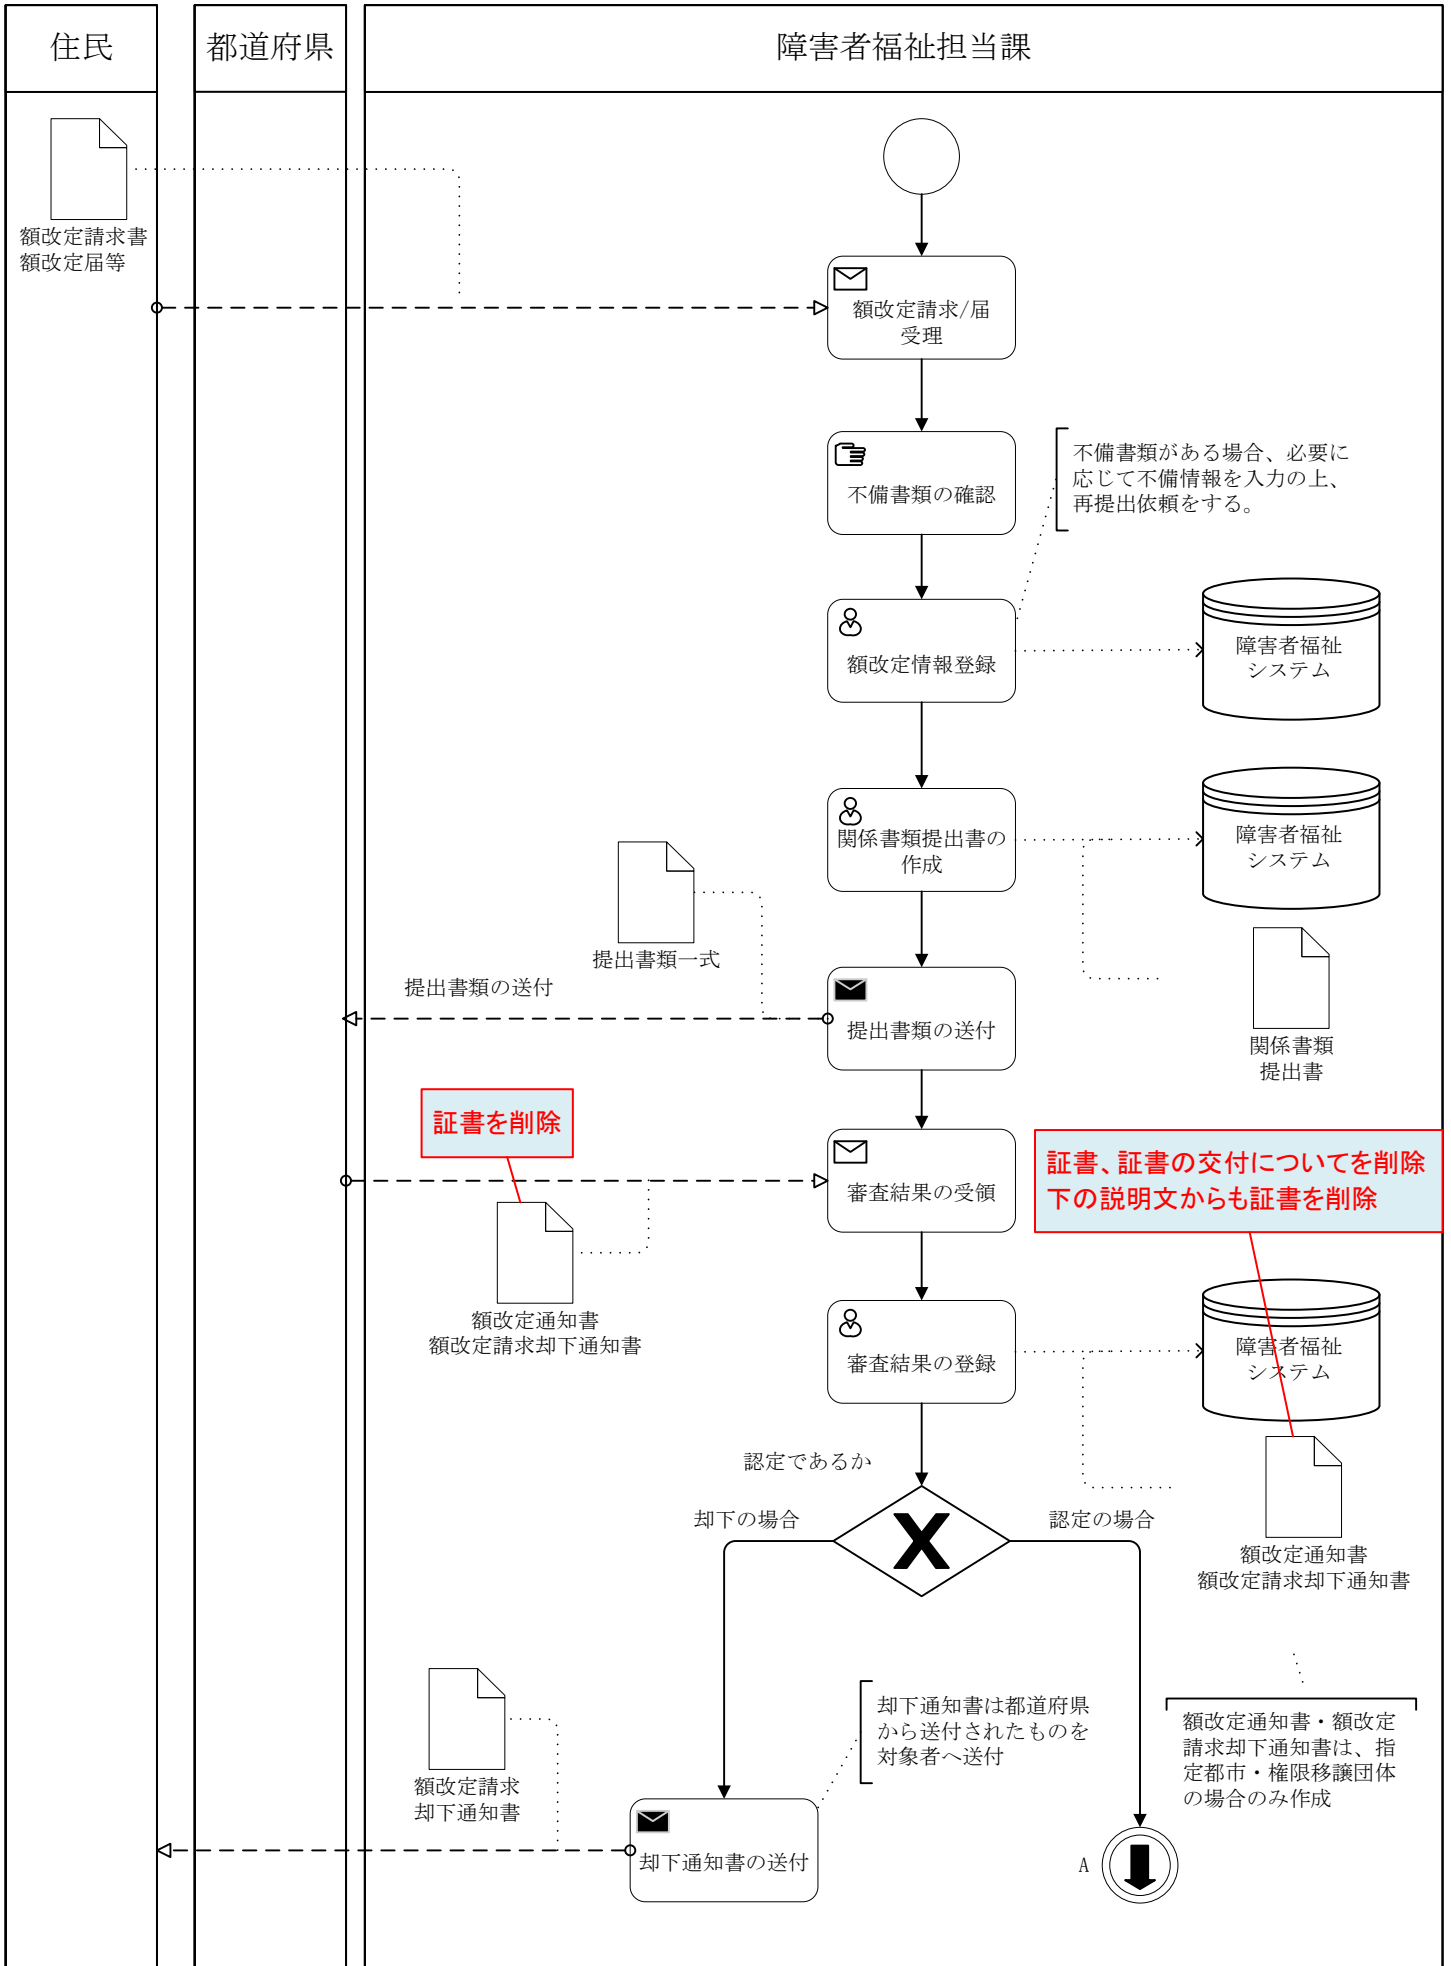 住民
都道府県
障害者福祉担当課
額改定請求書
額改定届等
額改定請求/届
受理
不備書類の確認
不備書類がある場合、必要に
応じて不備情報を入力の上、
再提出依頼をする。
額改定情報登録
障害者福祉
システム
関係書類提出書の
作成
障害者福祉
システム
提出書類一式
提出書類の送付
提出書類の送付
関係書類
提出書
証書を削除
審査結果の受領
証書、証書の交付についてを削除
下の説明文からも証書を削除
額改定通知書
額改定請求却下通知書
審査結果の登録
障害者福祉
システム
認定であるか
却下の場合
認定の場合
額改定通知書
額改定請求却下通知書
却下通知書は都道府県
から送付されたものを
対象者へ送付
額改定通知書・額改定
請求却下通知書は、指
定都市・権限移譲団体
の場合のみ作成
額改定請求
却下通知書
却下通知書の送付
A